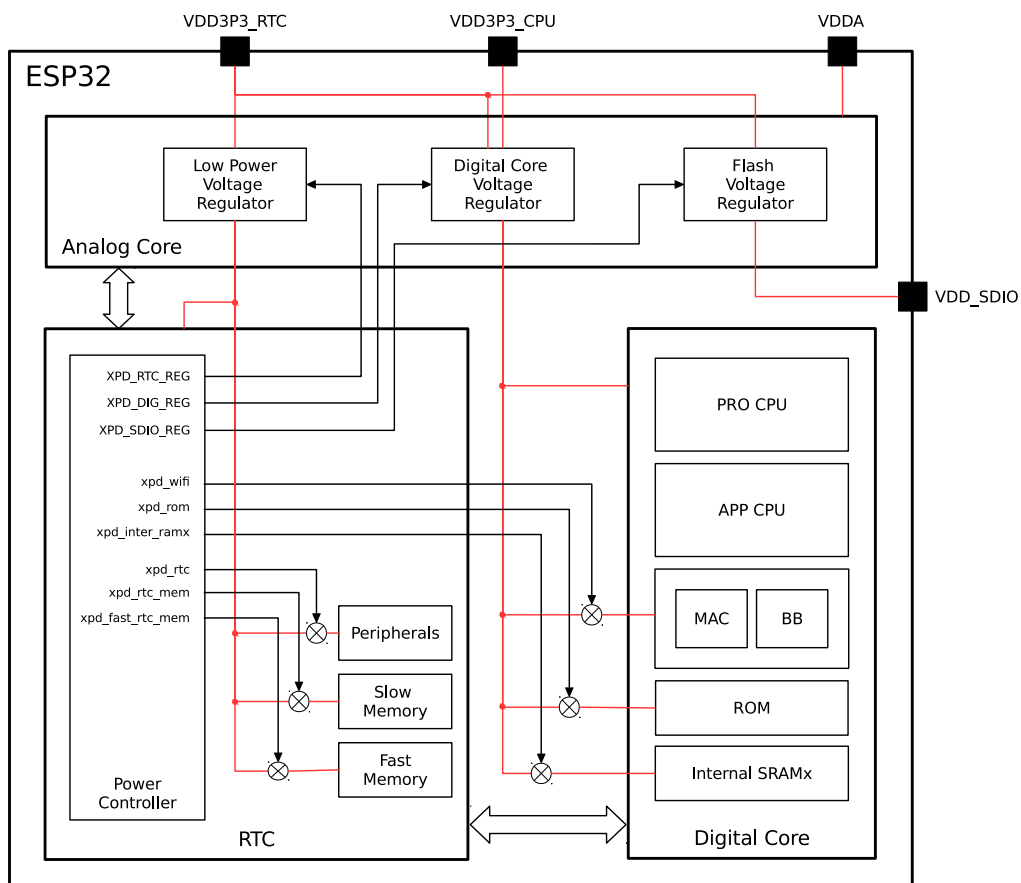 VDD3P3_RTC
VDD3P3_CPU
VDDA
ESP32
Low Power
Voltage
Regulator
Digital Core
Voltage
Regulator
Flash
Voltage
Regulator
Analog Core
VDD_SDIO
XPD_RTC_REG
XPD_DIG_REG
XPD_SDIO_REG
xpd_wifi
xpd_rom
xpd_inter_ramx
xpd_rtc
xpd_rtc_mem
xpd_fast_rtc_mem
Power
Controller
Peripherals
Slow
Memory
Fast
Memory
RTC
PRO CPU
APP CPU
MAC
BB
ROM
Internal SRAMx
Digital Core